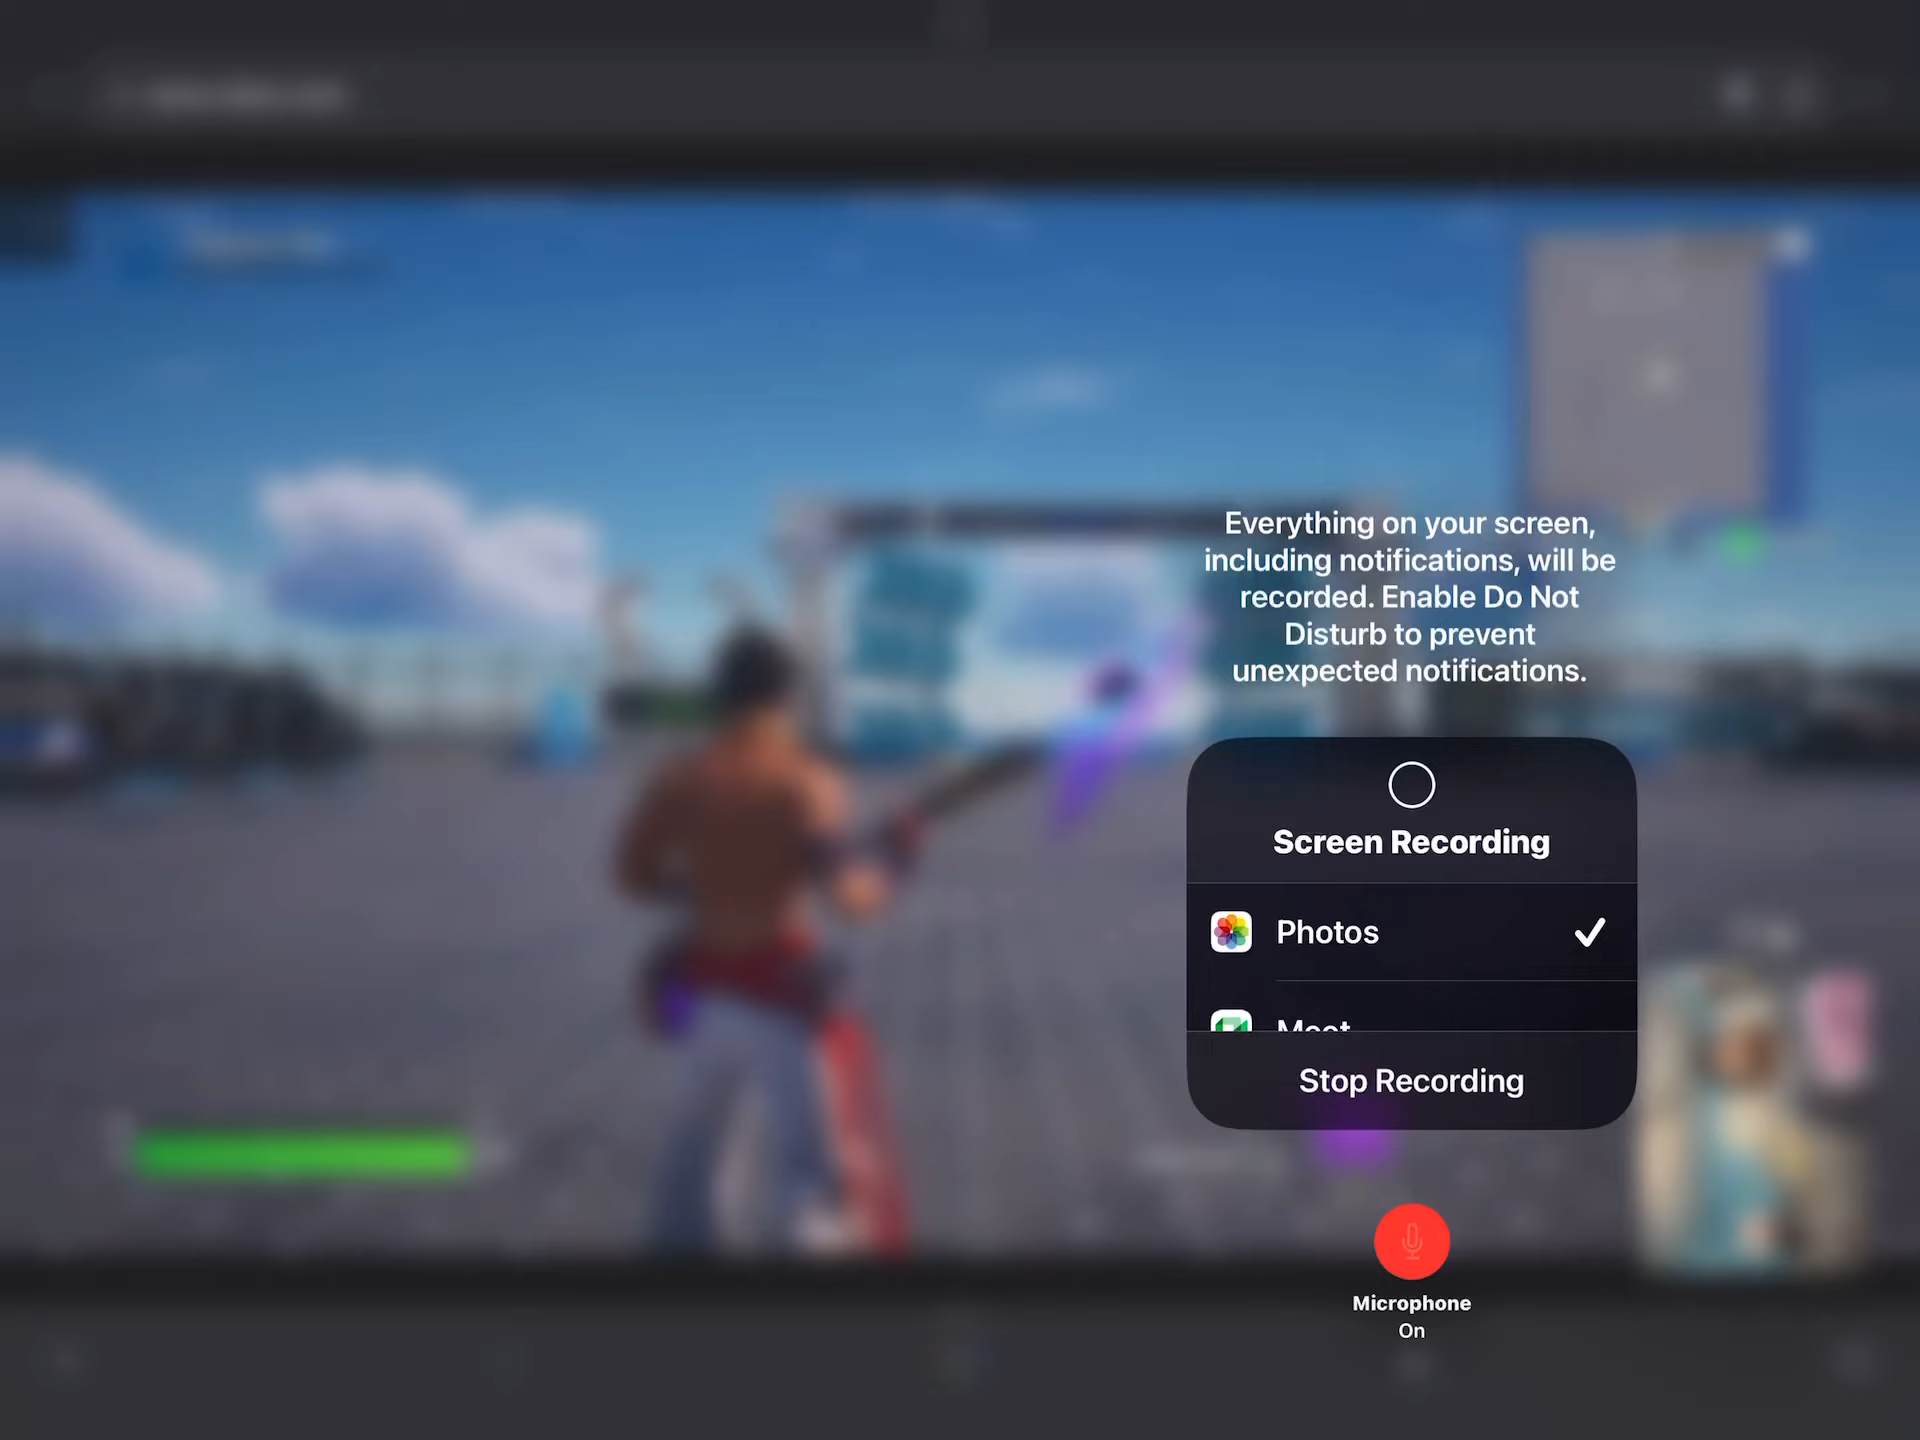 Everything on your screen,
including notifications, will be
recorded. Enable Do Not
Disturb to prevent
unexpected notifications.
Screen Recording
Photos
Meet
Stop Recording
Microphone
On